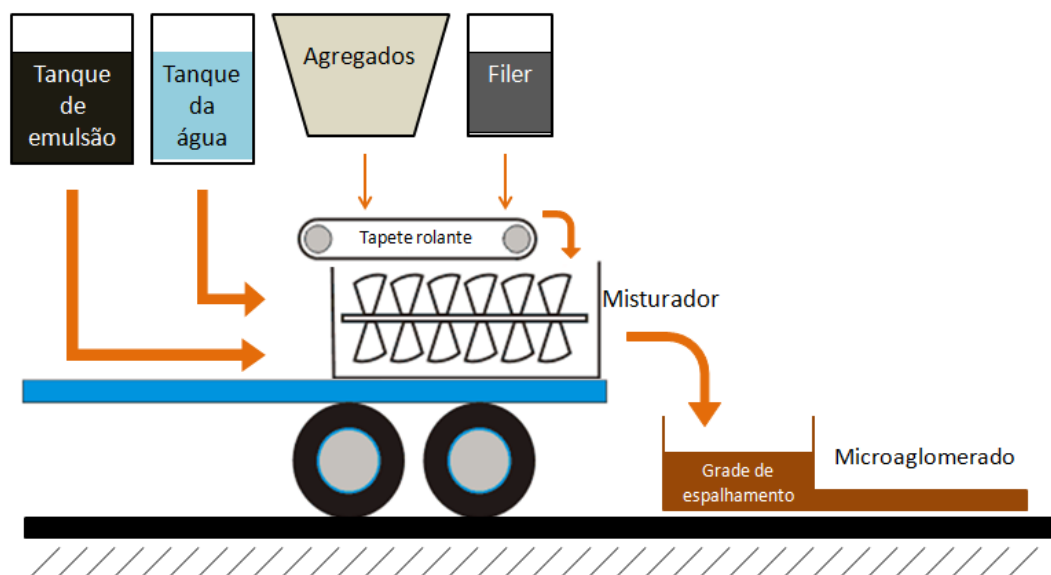 Tanque
de
emulsão
Tanque
da
água
Agregados
Filer
Tapete rolante
Misturador
Grade de
espalhamento
Microaglomerado